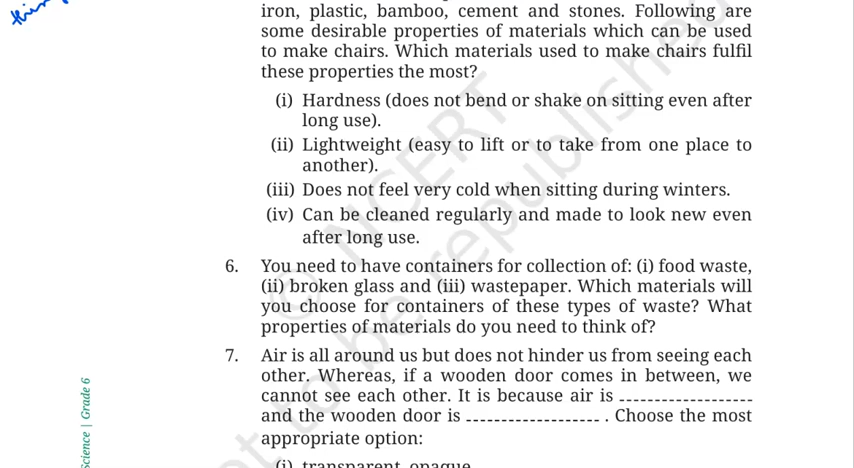 iron, plastic, bamboo, cement and stones. Following are
some desirable properties of materials which can be used
to make chairs. Which materials used to make chairs fulfil
these properties the most?
(i) Hardness (does not bend or shake on sitting even after
long use).
(ii) Lightweight (easy to lift or to take from one place to
another).
(iii) Does not feel very cold when sitting during winters.
(iv) Can be cleaned regularly and made to look new even
after long use.
6. You need to have containers for collection of: (i) food waste,
(ii) broken glass and (iii) wastepaper. Which materials will
you choose for containers of these types of waste? What
properties of materials do you need to think of?
7. Air is all around us but does not hinder us from seeing each
other. Whereas, if a wooden door comes in between, we
cannot see each other. It is because air is -------------------
and the wooden door is ------------------- . Choose the most
appropriate option:
(i) transparent, opaque
Science | Grade 6
© NCERT
not to be republished